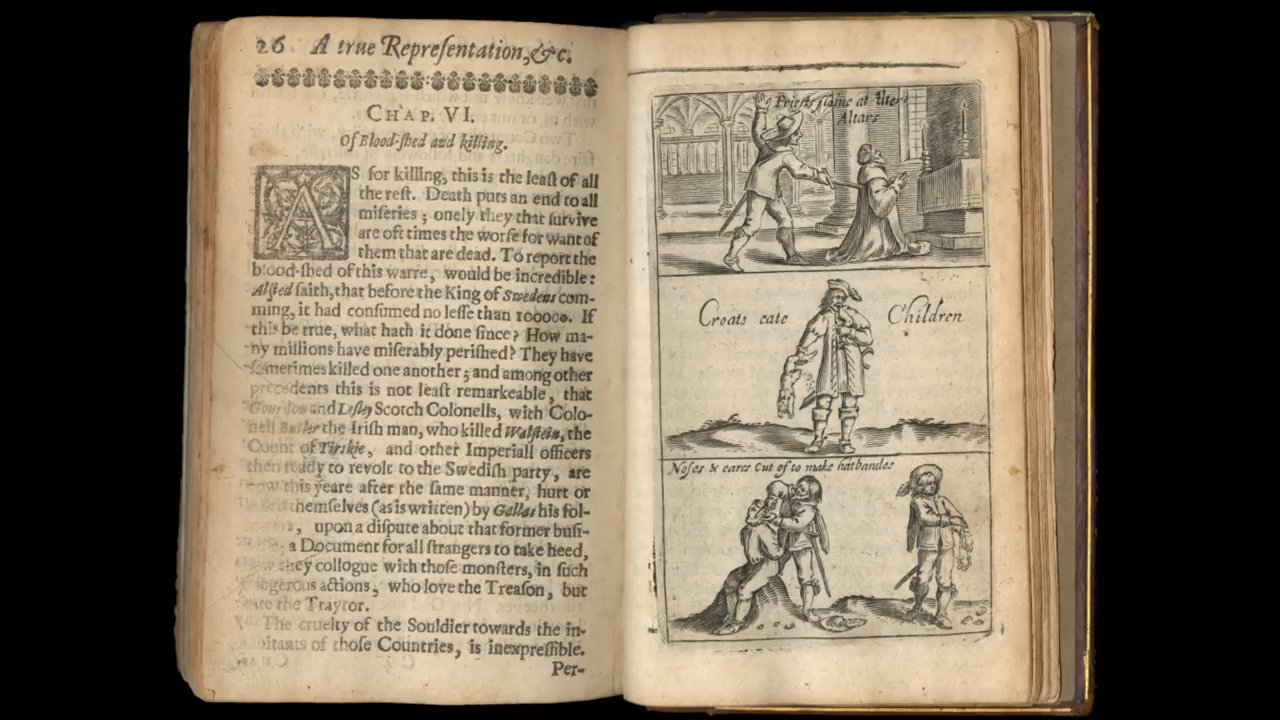 26 A true Repreſentation, &c.
CHAP. VI.
Of Blood-ſhed and killing.
AS for killing, this is the leaſt of all
the reſt. Death puts an end to all
miſeries ; onely they that ſurvive
are oft times the worſe for want of
them that are dead. To report the
blood-ſhed of this warre, would be incredible :
Alſted ſaith, that before the King of Swedens com-
ming, it had conſumed no leſſe than 100000. If
this be true, what hath it done ſince ? How ma-
ny millions have miſerably periſhed ? They have
ſometimes killed one another ; and among other
precedents this is not leaſt remarkeable, that
Gourdon and Leſley Scotch Colonells, with Colo-
nell Butler the Iriſh man, who killed Walſtein, the
Count of Tirskie, and other Imperiall officers
then ready to revolt to the Swediſh party, are
now this yeare after the ſame manner, hurt or
themſelves (as is written) by Gallas his fol-
, upon a diſpute about that former buſi-
, a Document for all ſtrangers to take heed,
they collogue with thoſe monſters, in ſuch
dangerous actions, who love the Treaſon, but
hate the Traytor.
The cruelty of the Souldier towards the in-
habitants of thoſe Countries, is inexpreſſible.
Per-
Prieſts ſlaine at their
Altars
Croats eate Children
Noſes & eares cut of to make hatbandes